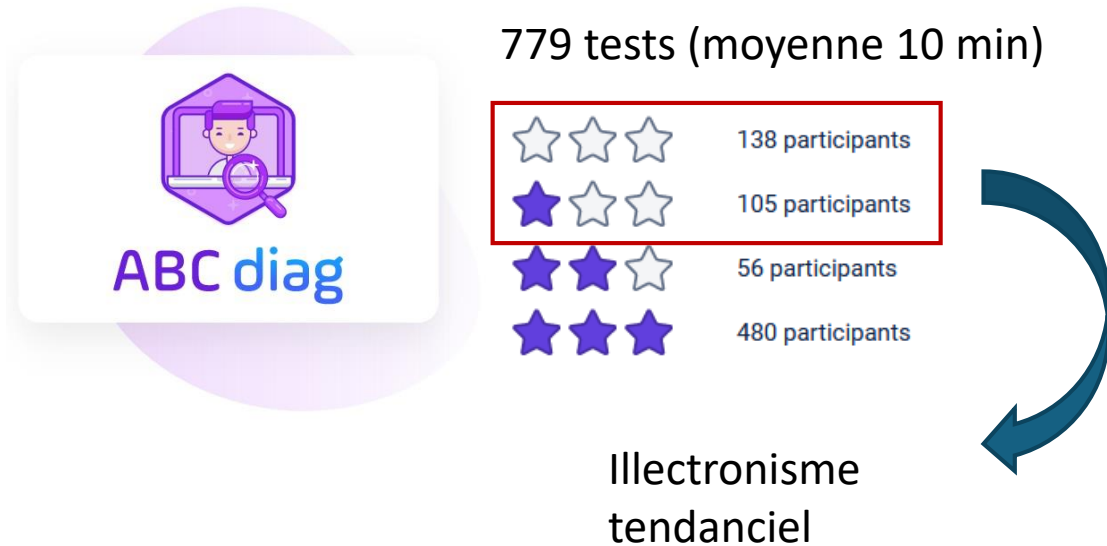 779 tests (moyenne 10 min)
ABC diag
138 participants
105 participants
56 participants
480 participants
Illectronisme
tendanciel